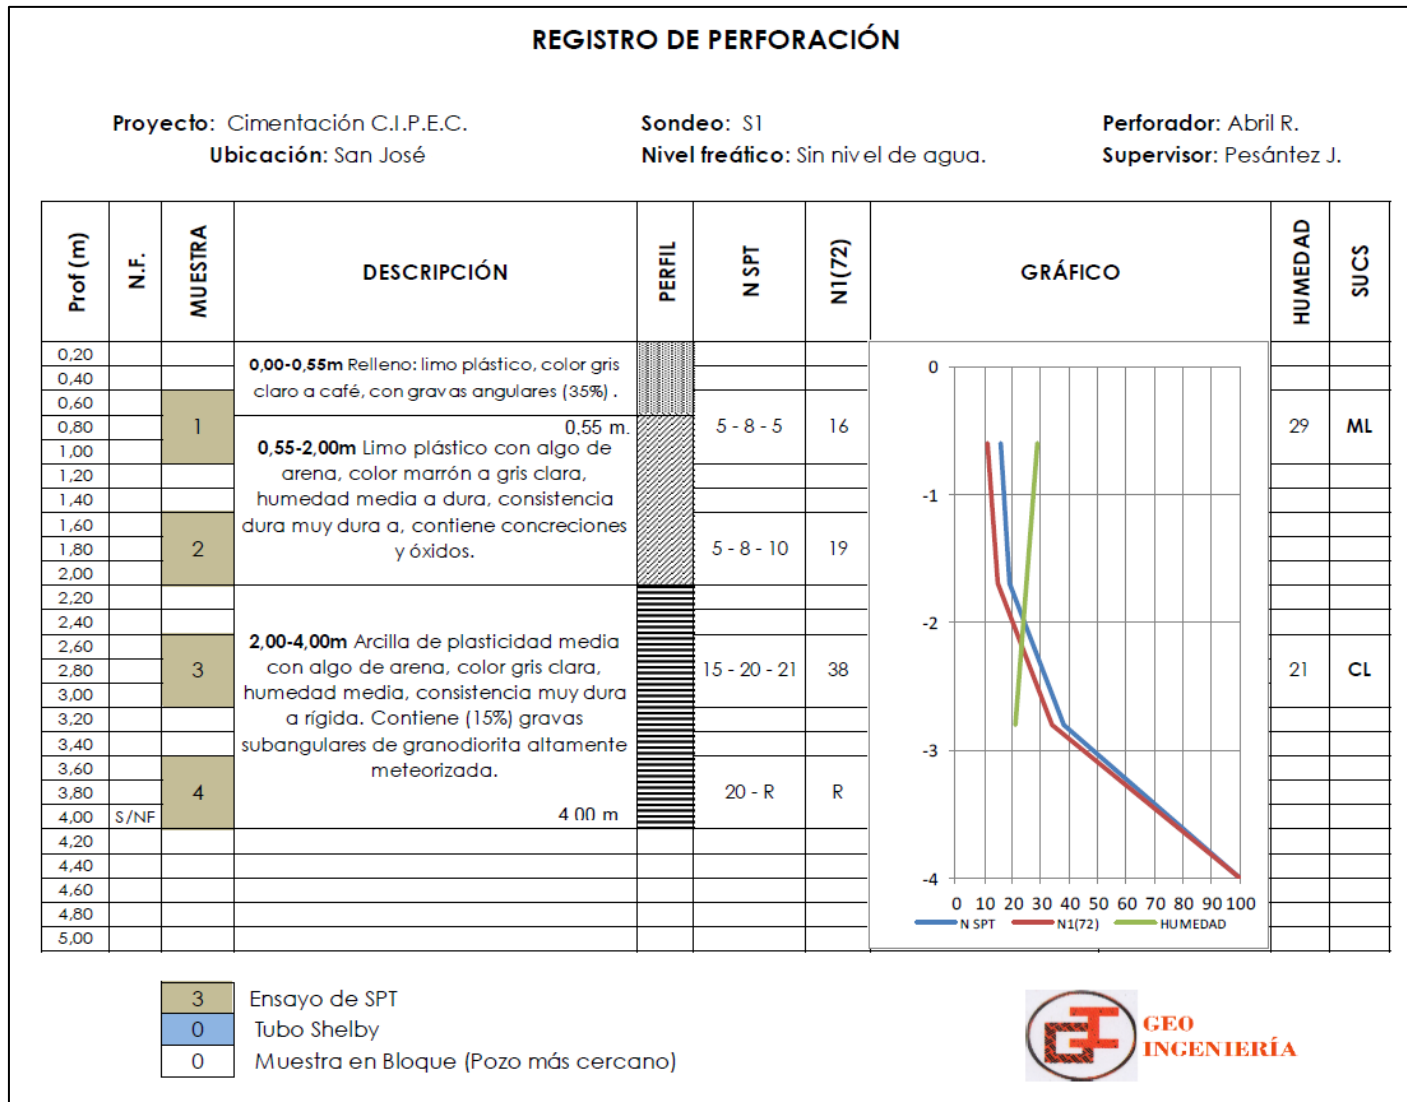 REGISTRO DE PERFORACIÓN
Proyecto: Cimentación C.I.P.E.C.
Sondeo: S1
Perforador: Abril R.
Ubicación: San José
Nivel freático: Sin nivel de agua.
Supervisor: Pesántez J.
Prof (m)
N.F.
MUESTRA
DESCRIPCIÓN
PERFIL
N SPT
N1(72)
GRÁFICO
HUMEDAD
SUCS
0,20
0,40
0,60
0,80
1,00
1,20
1,40
1,60
1,80
2,00
2,20
2,40
2,60
2,80
3,00
3,20
3,40
3,60
3,80
4,00
4,20
4,40
4,60
4,80
5,00
S/NF
1
2
3
4
0,00-0,55m Relleno: limo plástico, color gris
claro a café, con gravas angulares (35%) .
0,55 m.
0,55-2,00m Limo plástico con algo de
arena, color marrón a gris clara,
humedad media a dura, consistencia
dura muy dura a, contiene concreciones
y óxidos.
2,00-4,00m Arcilla de plasticidad media
con algo de arena, color gris clara,
humedad media, consistencia muy dura
a rígida. Contiene (15%) gravas
subangulares de granodiorita altamente
meteorizada.
4.00 m
5 - 8 - 5
5 - 8 - 10
15 - 20 - 21
20 - R
16
19
38
R
0
-1
-2
-3
-4
0 10 20 30 40 50 60 70 80 90 100
N SPT
N1(72)
HUMEDAD
29
21
ML
CL
3 Ensayo de SPT
0 Tubo Shelby
0 Muestra en Bloque (Pozo más cercano)
GEO
INGENIERÍA